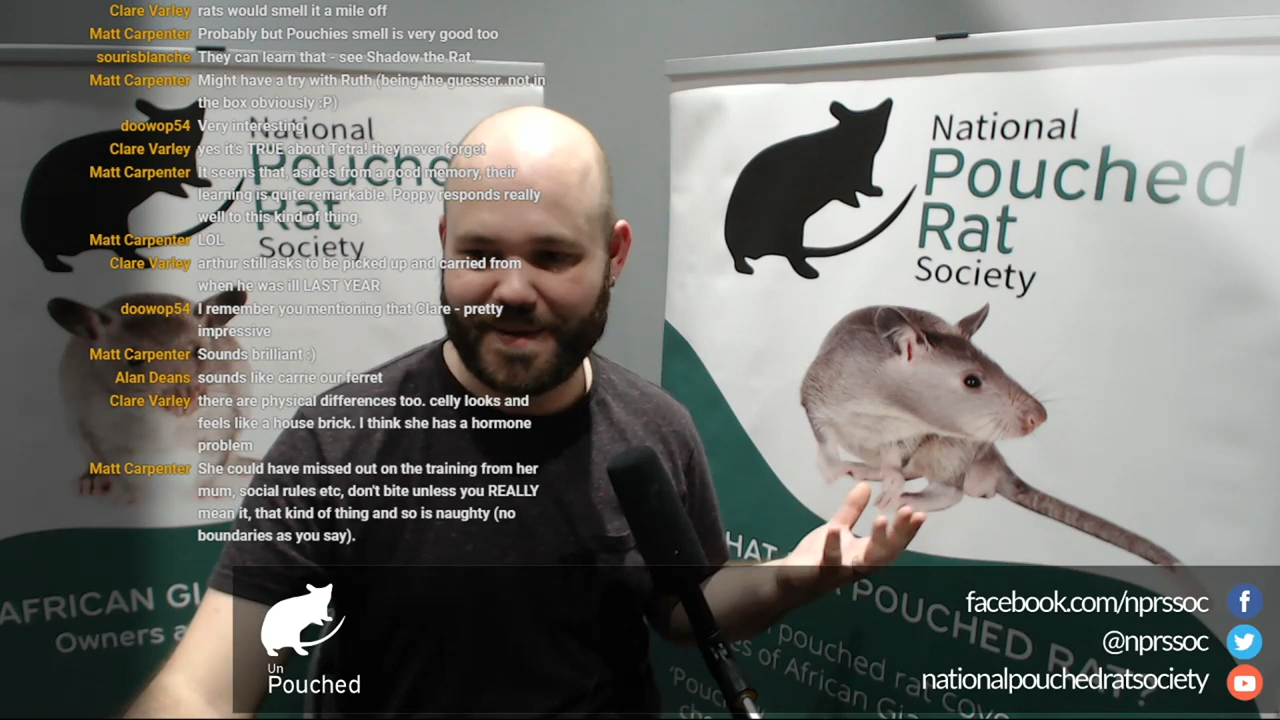 Clare Varley rats would smell it a mile off
Matt Carpenter Probably but Pouchies smell is very good too
sourisblanche They can learn that - see Shadow the Rat.
Matt Carpenter Might have a try with Ruth (being the guesser..not in
the box obviously :P)
doowop54 Very interesting
Clare Varley yes it's TRUE about Tetra! they never forget
Matt Carpenter It seems that, asides from a good memory, their
learning is quite remarkable. Poppy responds really
well to this kind of thing.
Matt Carpenter LOL
Clare Varley arthur still asks to be picked up and carried from
when he was ill LAST YEAR
doowop54 I remember you mentioning that Clare - pretty
impressive
Matt Carpenter Sounds brilliant :)
Alan Deans sounds like carrie our ferret
Clare Varley there are physical differences too. celly looks and
feels like a house brick. I think she has a hormone
problem
Matt Carpenter She could have missed out on the training from her
mum, social rules etc, don't bite unless you REALLY
mean it, that kind of thing and so is naughty (no
boundaries as you say).
National
Pouche
Rat
Society
AFRICAN GI
Owners a
National
Pouched
Rat
Society
HAT
POUCHED RAT?
pouched rat cove
es of African Gia
'Pouc
che
Un
Pouched
facebook.com/nprssoc
@nprssoc
nationalpouchedratsociety